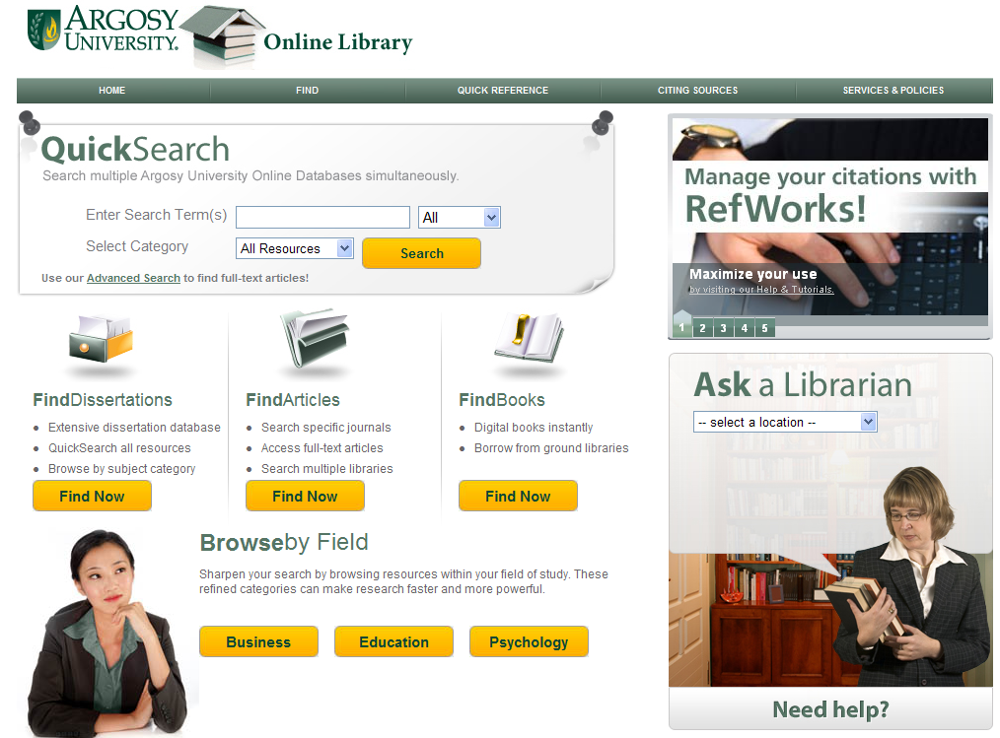 ARGOSY
UNIVERSITY.
Online Library
HOME
FIND
QUICK REFERENCE
CITING SOURCES
SERVICES & POLICIES
QuickSearch
Search multiple Argosy University Online Databases simultaneously.
Enter Search Term(s)
All
Select Category
All Resources
Search
Use our Advanced Search to find full-text articles!
Manage your citations with
RefWorks!
Maximize your use
by visiting our Help & Tutorials.
1 2 3 4 5
FindDissertations
• Extensive dissertation database
• QuickSearch all resources
• Browse by subject category
Find Now
FindArticles
• Search specific journals
• Access full-text articles
• Search multiple libraries
Find Now
FindBooks
• Digital books instantly
• Borrow from ground libraries
Find Now
Ask a Librarian
-- select a location --
Browseby Field
Sharpen your search by browsing resources within your field of study. These
refined categories can make research faster and more powerful.
Business
Education
Psychology
Need help?